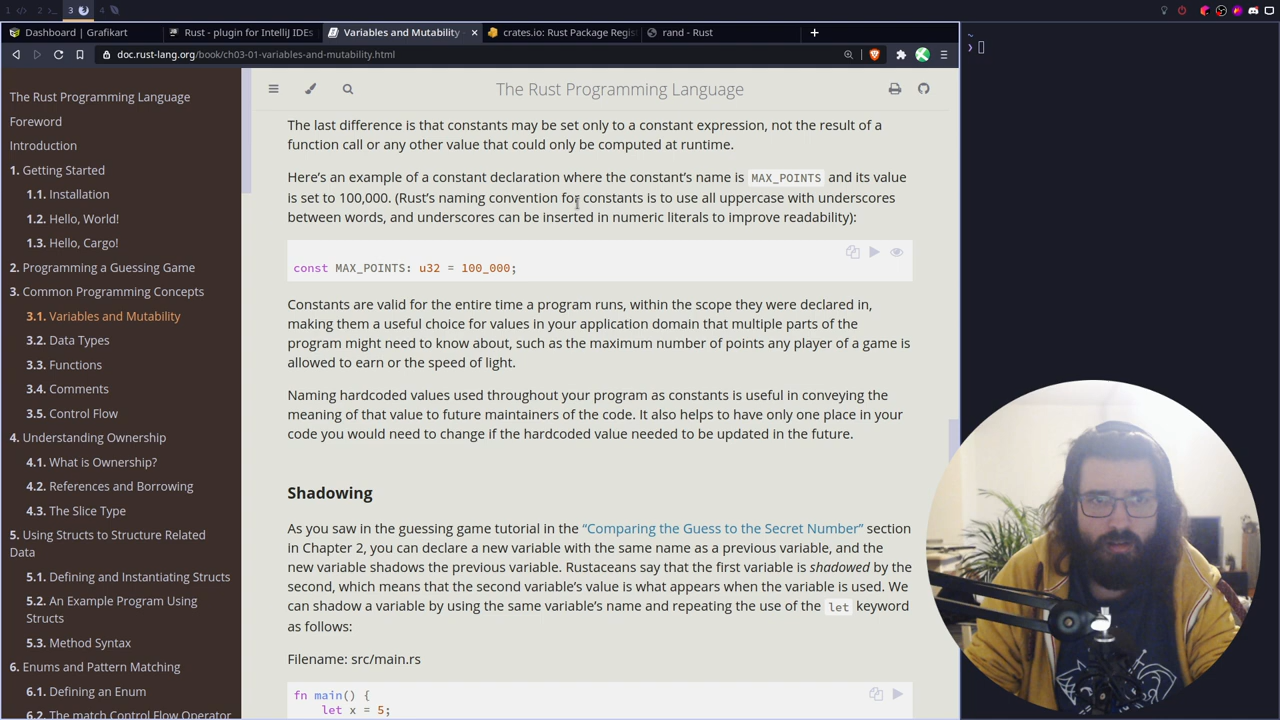 1 </> 2 >_ 3 4
Dashboard | Grafikart
Rust - plugin for IntelliJ IDEs
Variables and Mutability
crates.io: Rust Package Regis
rand - Rust
doc.rust-lang.org/book/ch03-01-variables-and-mutability.html
~
The Rust Programming Language
Foreword
Introduction
1. Getting Started
1.1. Installation
1.2. Hello, World!
1.3. Hello, Cargo!
2. Programming a Guessing Game
3. Common Programming Concepts
3.1. Variables and Mutability
3.2. Data Types
3.3. Functions
3.4. Comments
3.5. Control Flow
4. Understanding Ownership
4.1. What is Ownership?
4.2. References and Borrowing
4.3. The Slice Type
5. Using Structs to Structure Related
Data
5.1. Defining and Instantiating Structs
5.2. An Example Program Using
Structs
5.3. Method Syntax
6. Enums and Pattern Matching
6.1. Defining an Enum
6.2. The match Control Flow Operator
The Rust Programming Language
The last difference is that constants may be set only to a constant expression, not the result of a
function call or any other value that could only be computed at runtime.
Here’s an example of a constant declaration where the constant’s name is MAX_POINTS and its value
is set to 100,000. (Rust’s naming convention for constants is to use all uppercase with underscores
between words, and underscores can be inserted in numeric literals to improve readability):
const MAX_POINTS: u32 = 100_000;
Constants are valid for the entire time a program runs, within the scope they were declared in,
making them a useful choice for values in your application domain that multiple parts of the
program might need to know about, such as the maximum number of points any player of a game is
allowed to earn or the speed of light.
Naming hardcoded values used throughout your program as constants is useful in conveying the
meaning of that value to future maintainers of the code. It also helps to have only one place in your
code you would need to change if the hardcoded value needed to be updated in the future.
Shadowing
As you saw in the guessing game tutorial in the “Comparing the Guess to the Secret Number” section
in Chapter 2, you can declare a new variable with the same name as a previous variable, and the
new variable shadows the previous variable. Rustaceans say that the first variable is shadowed by the
second, which means that the second variable’s value is what appears when the variable is used. We
can shadow a variable by using the same variable’s name and repeating the use of the let keyword
as follows:
Filename: src/main.rs
fn main() {
let x = 5;